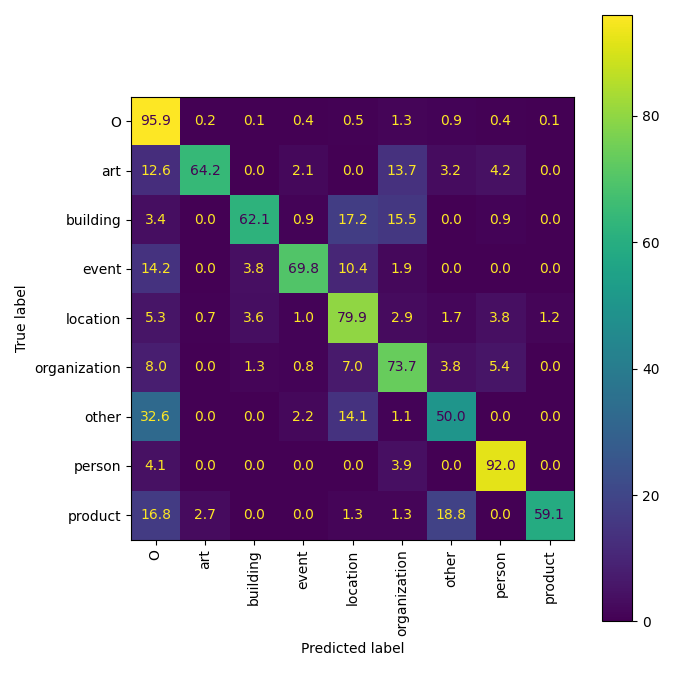 O 95.9 0.2 0.1 0.4 0.5 1.3 0.9 0.4 0.1
art 12.6 64.2 0.0 2.1 0.0 13.7 3.2 4.2 0.0
building 3.4 0.0 62.1 0.9 17.2 15.5 0.0 0.9 0.0
event 14.2 0.0 3.8 69.8 10.4 1.9 0.0 0.0 0.0
location 5.3 0.7 3.6 1.0 79.9 2.9 1.7 3.8 1.2
organization 8.0 0.0 1.3 0.8 7.0 73.7 3.8 5.4 0.0
other 32.6 0.0 0.0 2.2 14.1 1.1 50.0 0.0 0.0
person 4.1 0.0 0.0 0.0 0.0 3.9 0.0 92.0 0.0
product 16.8 2.7 0.0 0.0 1.3 1.3 18.8 0.0 59.1
O art building event location organization other person product
Predicted label
True label
80
60
40
20
0